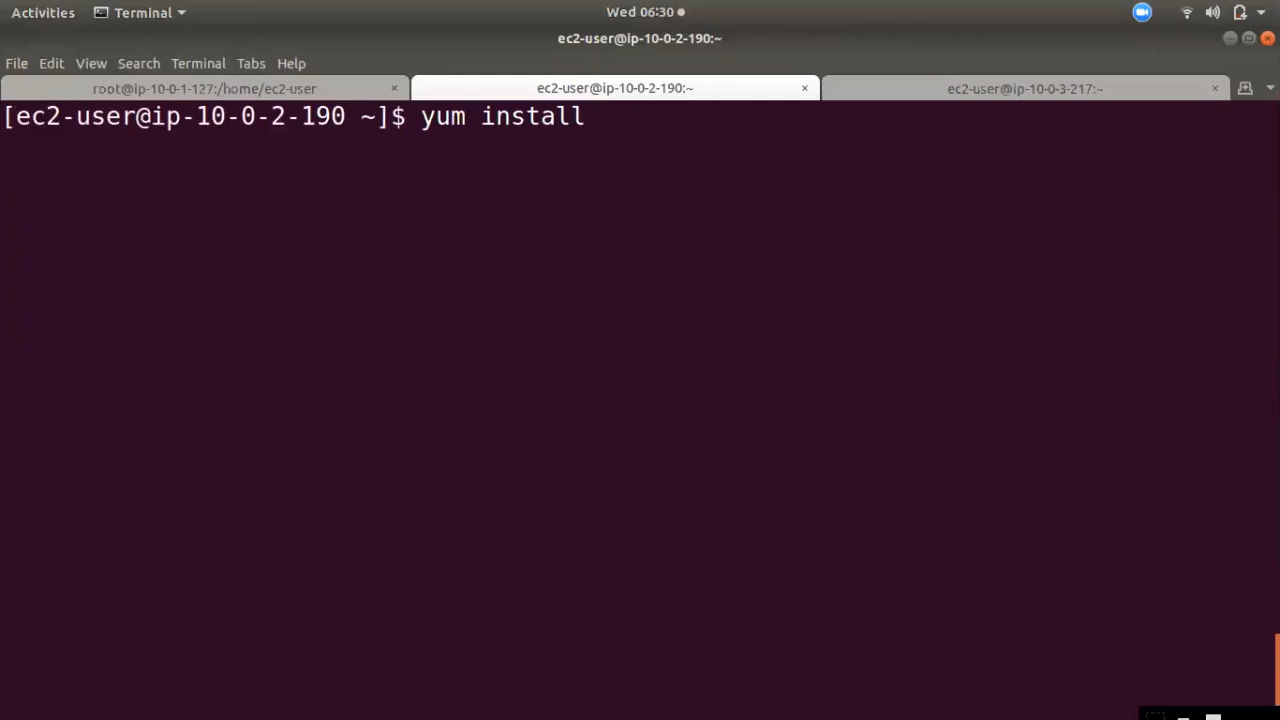 Activities Terminal Wed 06:30
ec2-user@ip-10-0-2-190:~
File Edit View Search Terminal Tabs Help
root@ip-10-0-1-127:/home/ec2-user × ec2-user@ip-10-0-2-190:~ × ec2-user@ip-10-0-3-217:~ ×
[ec2-user@ip-10-0-2-190 ~]$ yum install